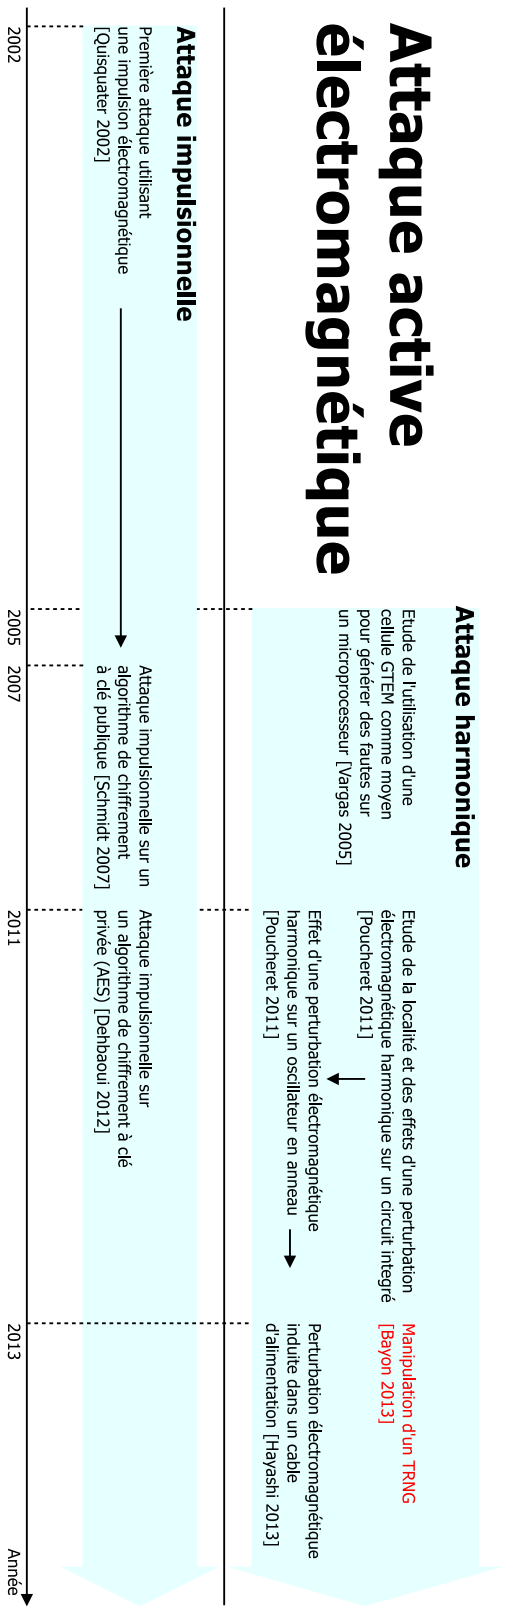 Attaque active
électromagnétique
Attaque harmonique
Etude de l'utilisation d'une
cellule GTEM comme moyen
pour générer des fautes sur
un microprocesseur [Vargas 2005]
Etude de la localité et des effets d'une perturbation
électromagnétique harmonique sur un circuit integré
[Poucheret 2011]
Effet d'une perturbation électromagnétique
harmonique sur un oscillateur en anneau
[Poucheret 2011]
Manipulation d'un TRNG
[Bayon 2013]
Perturbation électromagnétique
induite dans un cable
d'alimentation [Hayashi 2013]
Attaque impulsionnelle
Première attaque utilisant
une impulsion électromagnétique
[Quisquater 2002]
Attaque impulsionnelle sur un
algorithme de chiffrement
à clé publique [Schmidt 2007]
Attaque impulsionnelle sur
un algorithme de chiffrement à clé
privée (AES) [Dehbaoui 2012]
2002
2005
2007
2011
2013
Année